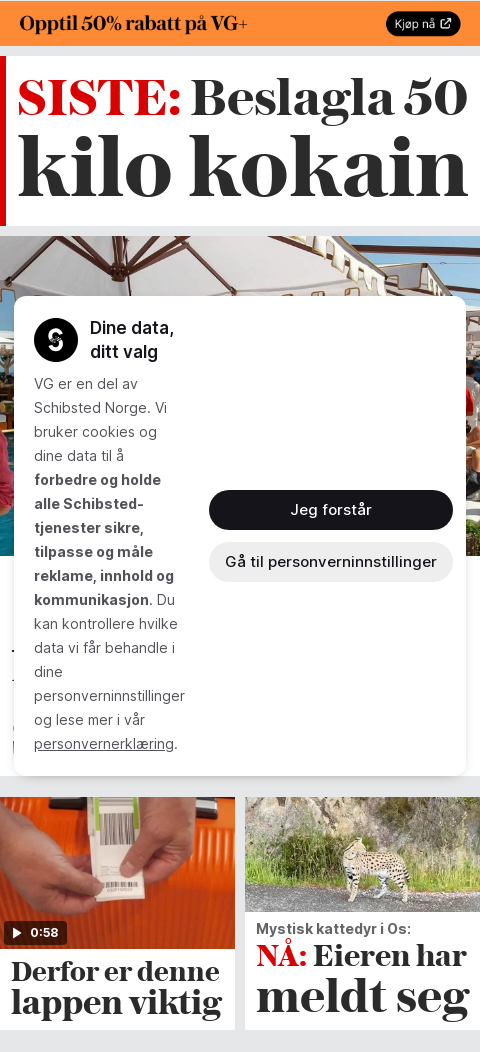 Opptil 50% rabatt på VG+
Kjøp nå
SISTE: Beslagla 50
kilo kokain
Dine data,
ditt valg
VG er en del av
Schibsted Norge. Vi
bruker cookies og
dine data til å
forbedre og holde
alle Schibsted-
tjenester sikre,
tilpasse og måle
reklame, innhold og
kommunikasjon. Du
kan kontrollere hvilke
data vi får behandle i
dine
personverninnstillinger
og lese mer i vår
personvernerklæring.
Jeg forstår
Gå til personverninnstillinger
0:58
Derfor er denne
lappen viktig
Mystisk kattedyr i Os:
NÅ: Eieren har
meldt seg